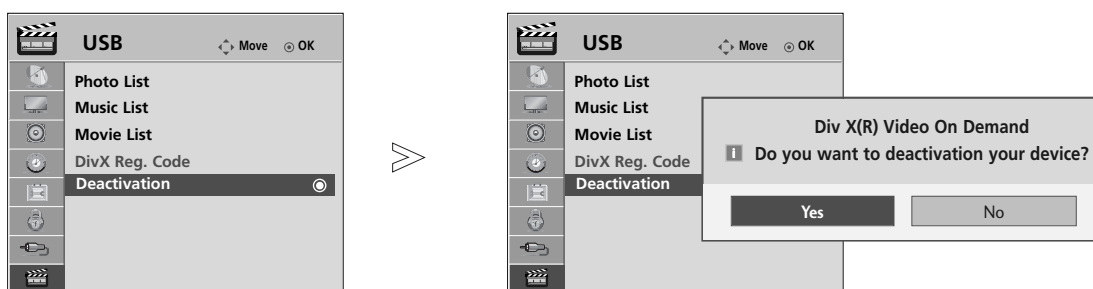 USB Move OK
Photo List
Music List
Movie List
DivX Reg. Code
Deactivation
USB Move OK
Photo List
Music List
Movie List
DivX Reg. Code
Deactivation
Div X(R) Video On Demand
Do you want to deactivation your device?
Yes No